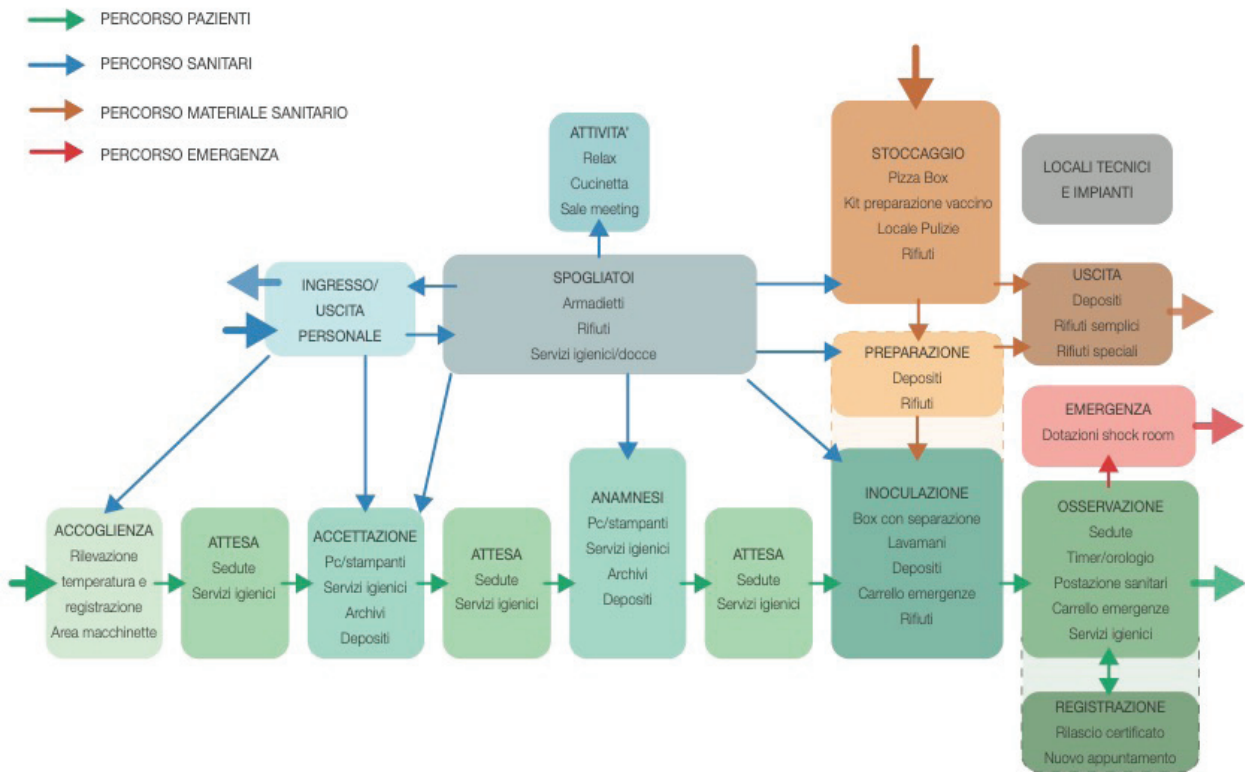 PERCORSO PAZIENTI
PERCORSO SANITARI
PERCORSO MATERIALE SANITARIO
PERCORSO EMERGENZA
ATTIVITA'
Relax
Cucinetta
Sale meeting
STOCCAGGIO
Pizza Box
Kit preparazione vaccino
Locale Pulizie
Rifiuti
LOCALI TECNICI
E IMPIANTI
INGRESSO/
USCITA
PERSONALE
SPOGLIATOI
Armadietti
Rifiuti
Servizi igienici/docce
USCITA
Depositi
Rifiuti semplici
Rifiuti speciali
PREPARAZIONE
Depositi
Rifiuti
EMERGENZA
Dotazioni shock room
ACCOGLIENZA
Rilevazione
temperatura e
registrazione
Area macchinette
ATTESA
Sedute
Servizi igienici
ACCETTAZIONE
Pc/stampanti
Servizi igienici
Archivi
Depositi
ATTESA
Sedute
Servizi igienici
ANAMNESI
Pc/stampanti
Servizi igienici
Archivi
Depositi
ATTESA
Sedute
Servizi igienici
INOCULAZIONE
Box con separazione
Lavamani
Depositi
Carrello emergenze
Rifiuti
OSSERVAZIONE
Sedute
Timer/orologio
Postazione sanitari
Carrello emergenze
Servizi igienici
REGISTRAZIONE
Rilascio certificato
Nuovo appuntamento